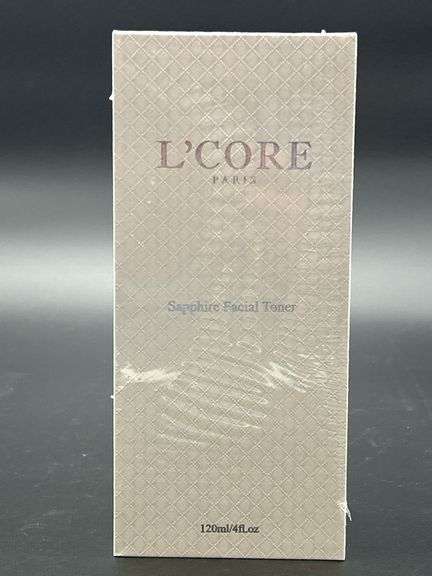 L’CORE
PARIS
Sapphire Facial Toner
120ml/4fl.oz